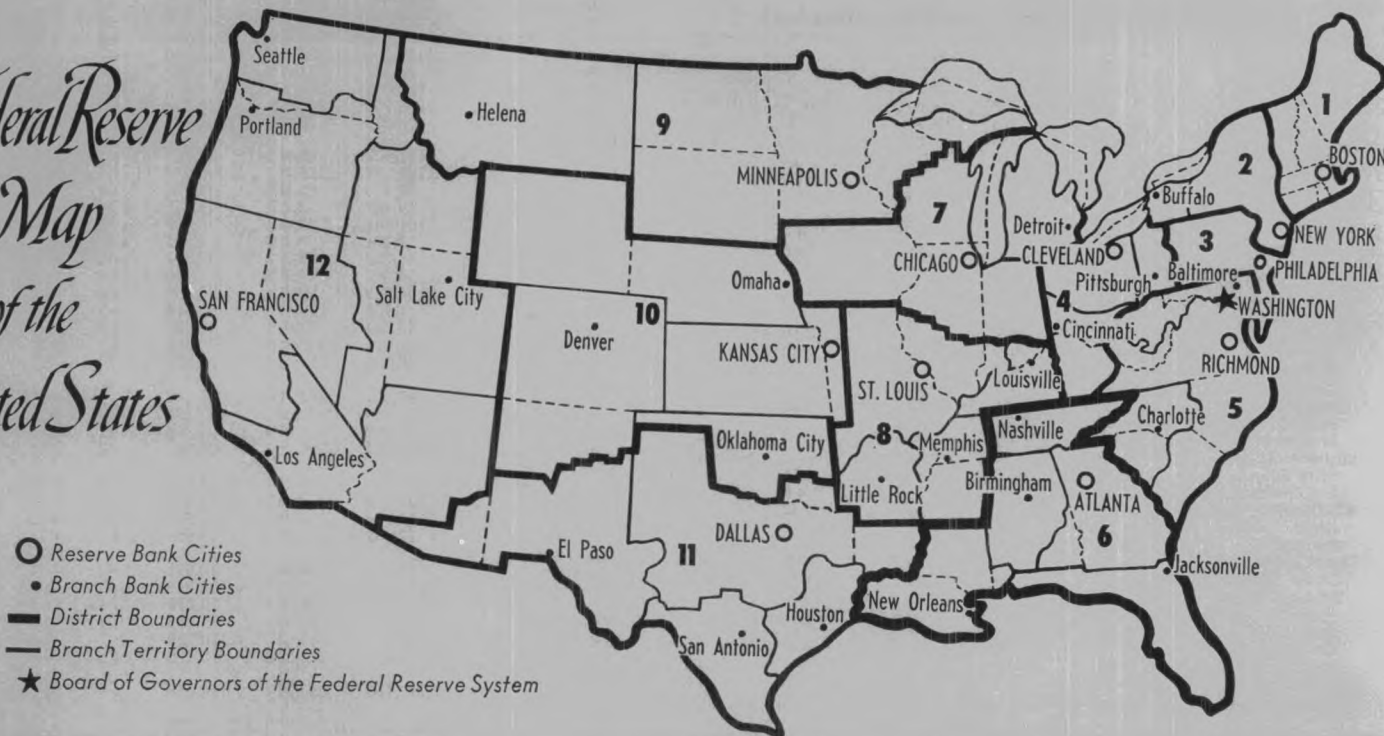 deral Reserve
Map
of the
ted States
Seattle
Portland
Helena
9
MINNEAPOLIS
1
BOSTON
2
Buffalo
NEW YORK
7
Detroit
CLEVELAND
3
PHILADELPHIA
CHICAGO
Pittsburgh
Baltimore
WASHINGTON
12
SAN FRANCISCO
Salt Lake City
Omaha
10
Denver
KANSAS CITY
4
Cincinnati
RICHMOND
ST. LOUIS
Louisville
5
Los Angeles
Oklahoma City
8
Memphis
Nashville
Charlotte
Little Rock
Birmingham
ATLANTA
6
DALLAS
11
El Paso
Jacksonville
Houston
New Orleans
San Antonio
Reserve Bank Cities
Branch Bank Cities
District Boundaries
Branch Territory Boundaries
Board of Governors of the Federal Reserve System